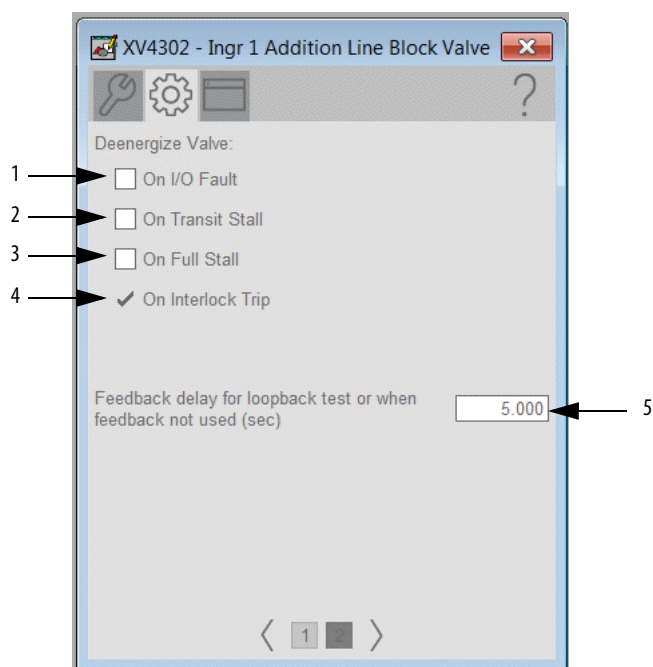 XV4302 - Ingr 1 Addition Line Block Valve
?
Deenergize Valve:
1
On I/O Fault
2
On Transit Stall
3
On Full Stall
4
On Interlock Trip
Feedback delay for loopback test or when
feedback not used (sec)
5.000
5
1 2